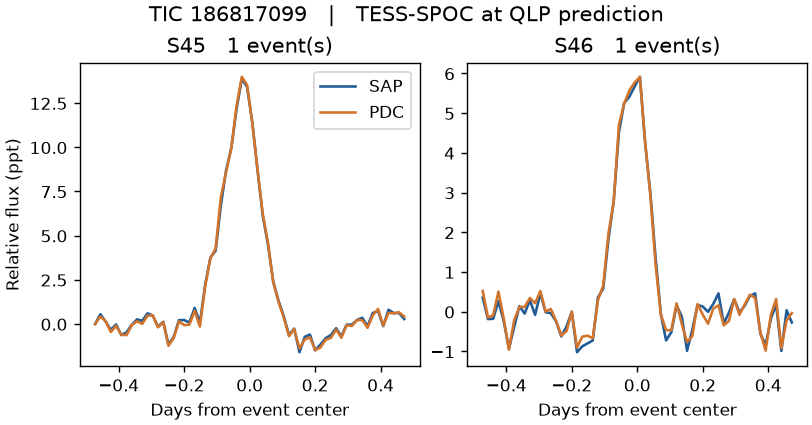 TIC 186817099 | TESS-SPOC at QLP prediction
S45 1 event(s)
S46 1 event(s)
SAP
PDC
Relative flux (ppt)
12.5
10.0
7.5
5.0
2.5
0.0
−0.4 −0.2 0.0 0.2 0.4
Days from event center
6
5
4
3
2
1
0
−1
−0.4 −0.2 0.0 0.2 0.4
Days from event center